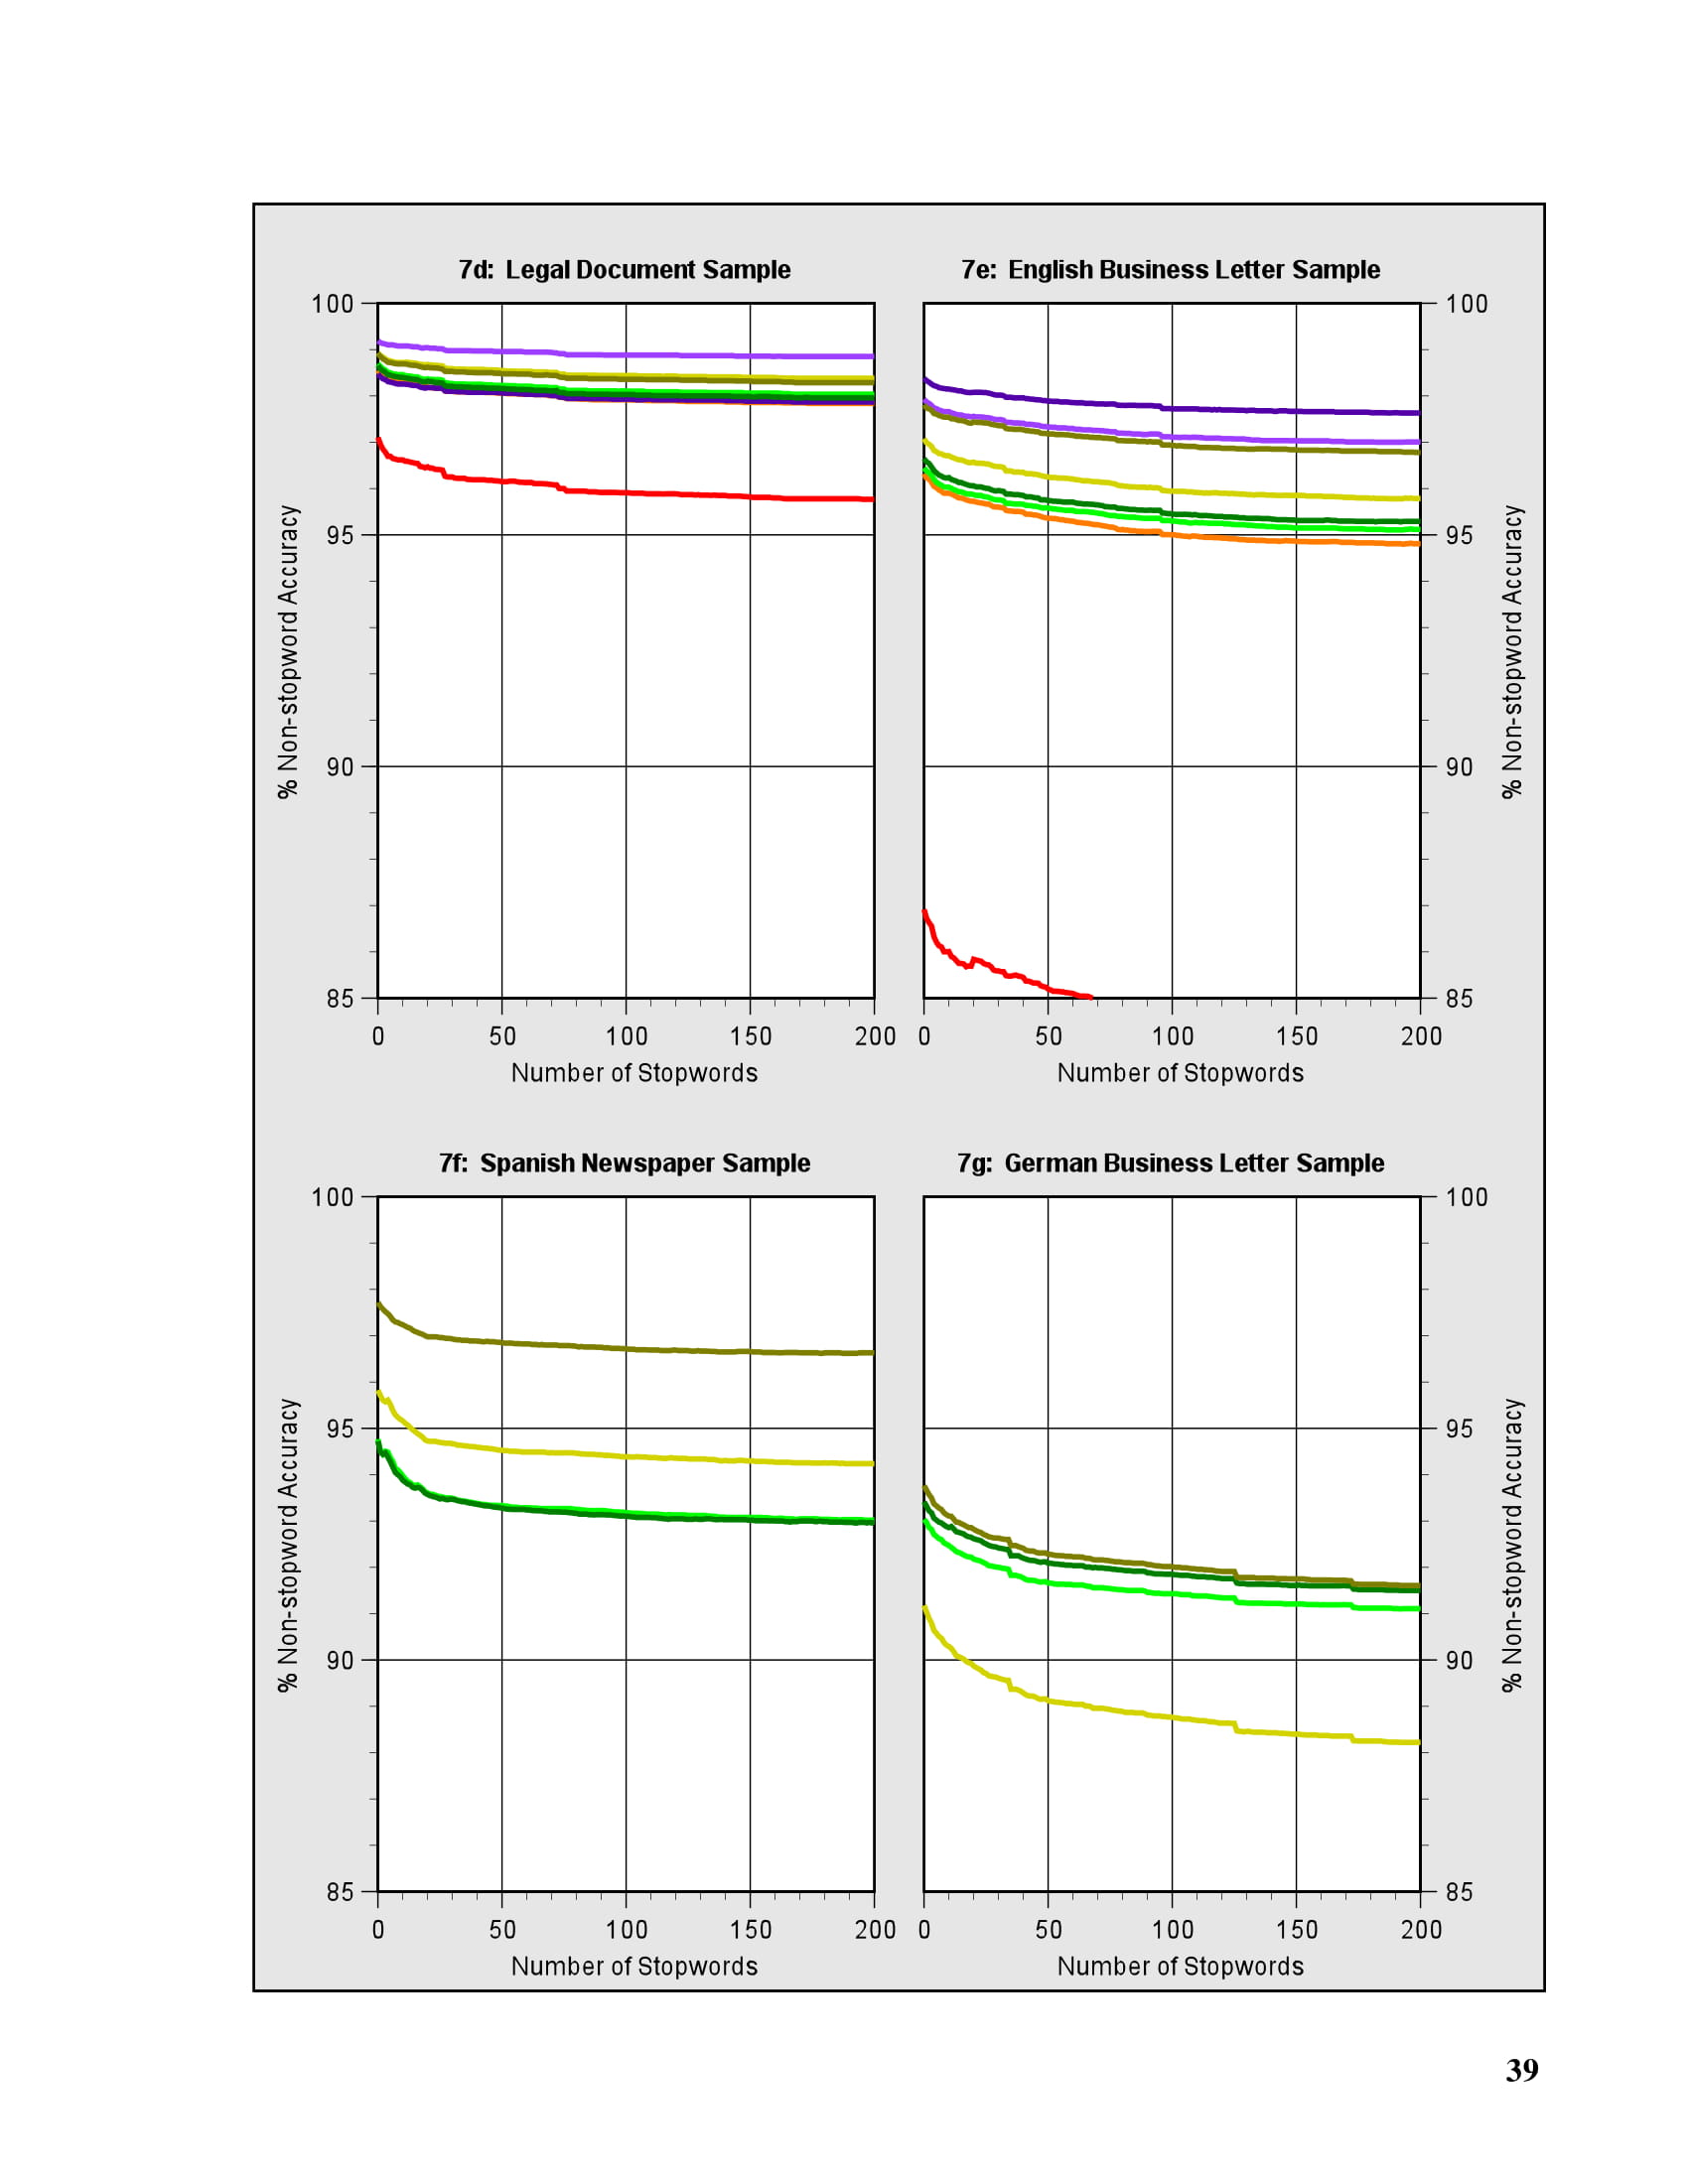 7d: Legal Document Sample
100
95
90
85
% Non-stopword Accuracy
0 50 100 150 200
Number of Stopwords
7e: English Business Letter Sample
100
95
90
85
% Non-stopword Accuracy
0 50 100 150 200
Number of Stopwords
7f: Spanish Newspaper Sample
100
95
90
85
% Non-stopword Accuracy
0 50 100 150 200
Number of Stopwords
7g: German Business Letter Sample
100
95
90
85
% Non-stopword Accuracy
0 50 100 150 200
Number of Stopwords
39